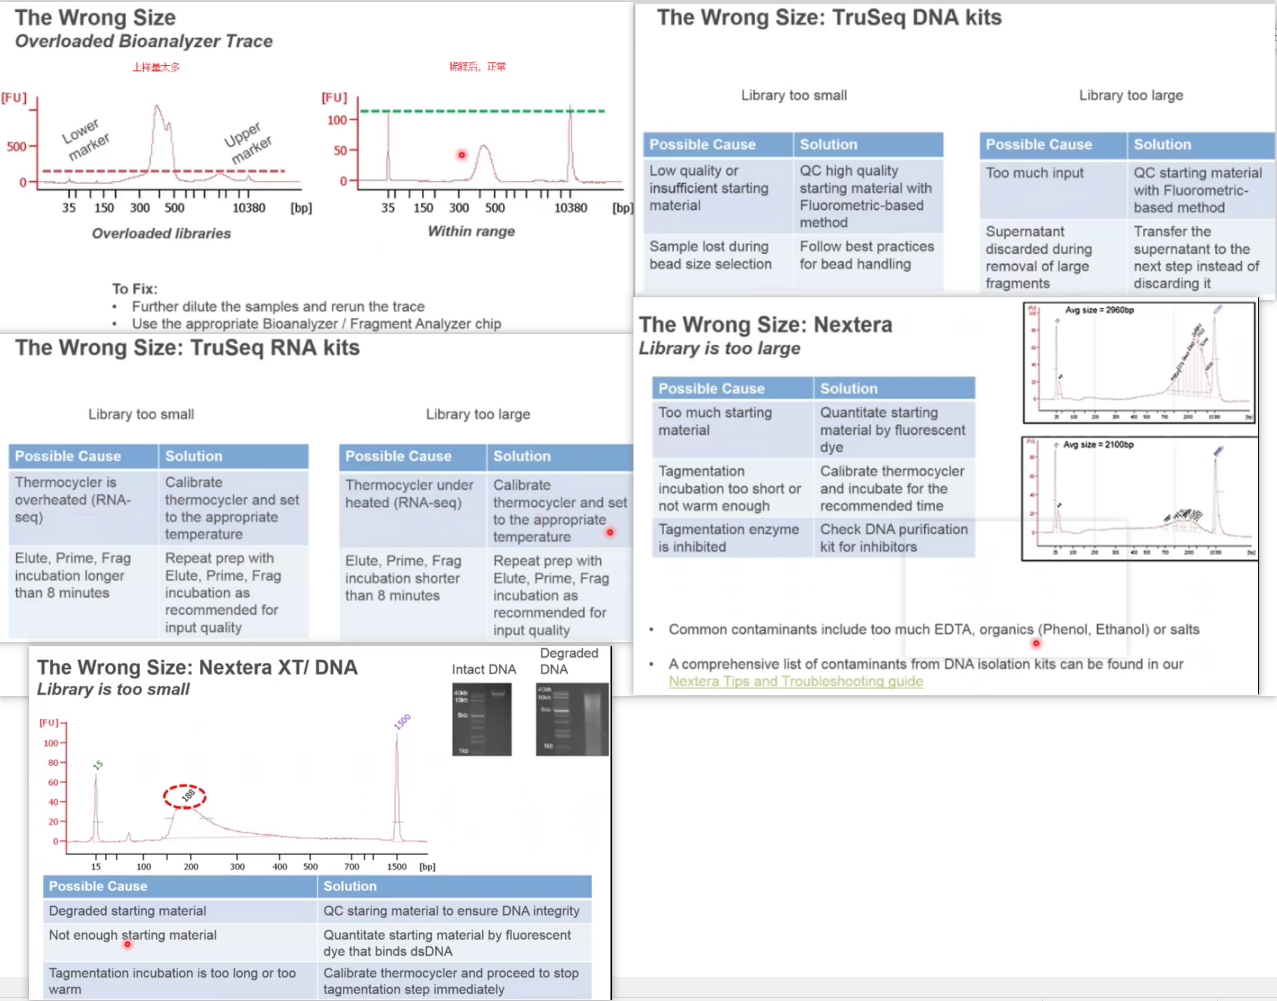 The Wrong Size
Overloaded Bioanalyzer Trace
上样量太多
稀释后，正常
[FU]
500
0
Lower
marker
Upper
marker
35 150 300 500 10380 [bp]
Overloaded libraries
[FU]
100
50
0
35 150 300 500 10380 [bp]
Within range
To Fix:
• Further dilute the samples and rerun the trace
• Use the appropriate Bioanalyzer / Fragment Analyzer chip
The Wrong Size: TruSeq DNA kits
Library too small
Possible Cause Solution
Low quality or
insufficient starting
material
QC high quality
starting material with
Fluorometric-based
method
Sample lost during
bead size selection
Follow best practices
for bead handling
Library too large
Possible Cause Solution
Too much input
QC starting material
with Fluorometric-
based method
Supernatant
discarded during
removal of large
fragments
Transfer the
supernatant to the
next step instead of
discarding it
The Wrong Size: TruSeq RNA kits
Library too small
Possible Cause Solution
Thermocycler is
overheated (RNA-
seq)
Calibrate
thermocycler and set
to the appropriate
temperature
Elute, Prime, Frag
incubation longer
than 8 minutes
Repeat prep with
Elute, Prime, Frag
incubation as
recommended for
input quality
Library too large
Possible Cause Solution
Thermocycler under
heated (RNA-seq)
Calibrate
thermocycler and set
to the appropriate
temperature
Elute, Prime, Frag
incubation shorter
than 8 minutes
Repeat prep with
Elute, Prime, Frag
incubation as
recommended for
input quality
The Wrong Size: Nextera
Library is too large
Possible Cause Solution
Too much starting
material
Quantitate starting
material by fluorescent
dye
Tagmentation
incubation too short or
not warm enough
Calibrate thermocycler
and incubate for the
recommended time
Tagmentation enzyme
is inhibited
Check DNA purification
kit for inhibitors
Avg size = 2960bp
Avg size = 2100bp
• Common contaminants include too much EDTA, organics (Phenol, Ethanol) or salts
• A comprehensive list of contaminants from DNA isolation kits can be found in our
Nextera Tips and Troubleshooting guide
The Wrong Size: Nextera XT/ DNA
Library is too small
Intact DNA
Degraded
DNA
40kb
10kb
5kb
1kb
40kb
10kb
5kb
1kb
[FU]
100
80
60
40
20
0
15
188
1500
15 100 200 300 400 500 700 1500 [bp]
Possible Cause Solution
Degraded starting material QC staring material to ensure DNA integrity
Not enough starting material
Quantitate starting material by fluorescent
dye that binds dsDNA
Tagmentation incubation is too long or too
warm
Calibrate thermocycler and proceed to stop
tagmentation step immediately